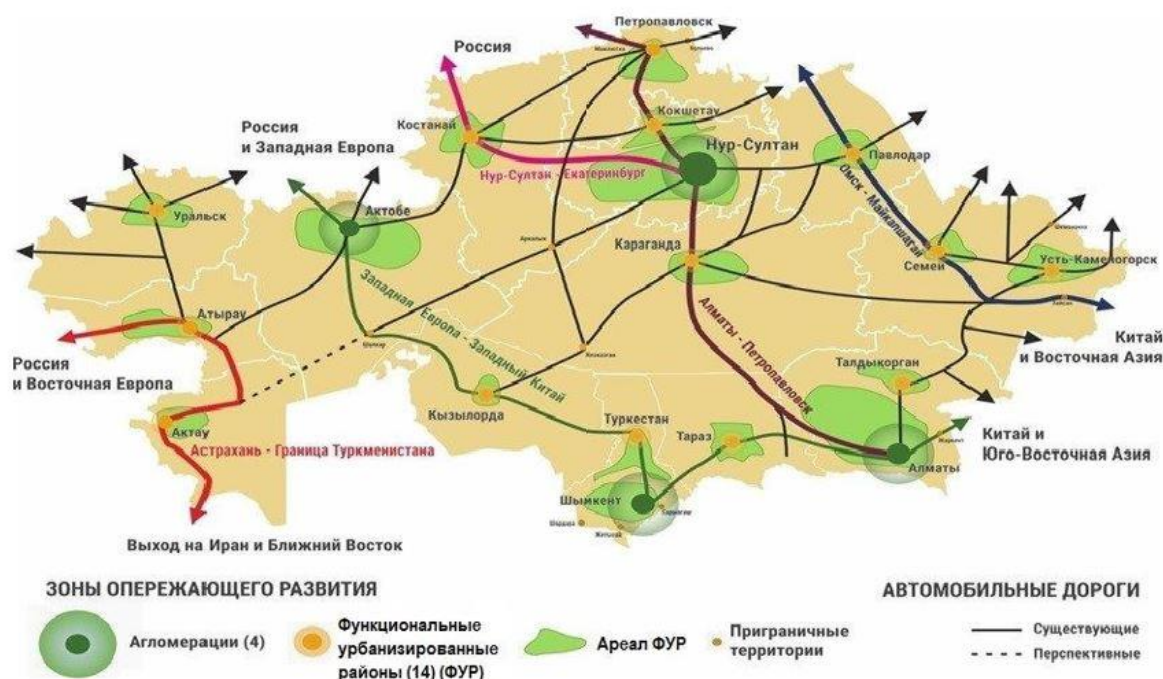 Петропавловск
Россия
Кокшетау
Костанай
Нур-Султан
Россия
и Западная Европа
Павлодар
Нур-Султан - Екатеринбург
Омск - Майкапшагай
Уральск
Актобе
Аркалык
Караганда
Семей
Усть-Каменогорск
Западная Европа-Западный Китай
Атырау
Алматы - Петропавловск
Китай
и Восточная Азия
Россия
и Восточная Европа
Талдыкорган
Кызылорда
Туркестан
Тараз
Актау
Астрахань - Граница Туркменистана
Китай и
Юго-Восточная Азия
Алматы
Шымкент
Выход на Иран и Ближний Восток
ЗОНЫ ОПЕРЕЖАЮЩЕГО РАЗВИТИЯ
АВТОМОБИЛЬНЫЕ ДОРОГИ
Агломерации (4)
Функциональные
урбанизированные
районы (14) (ФУР)
Ареал ФУР
Приграничные
территории
Существующие
Перспективные